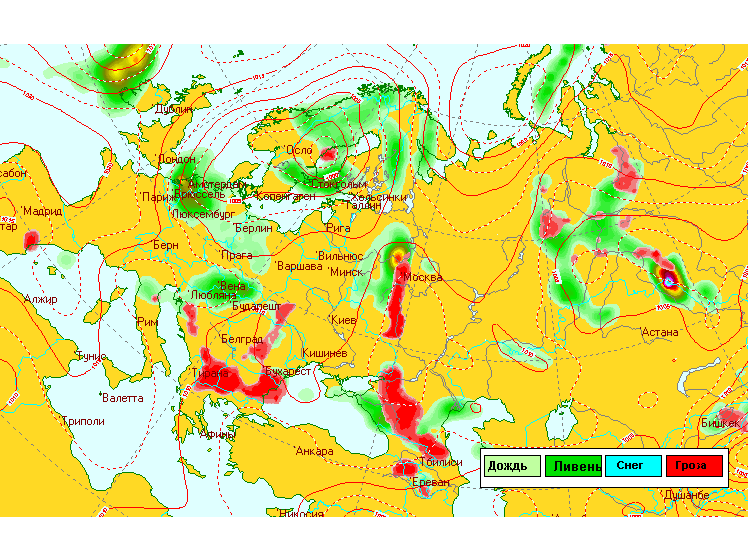 Дублин
Лондон
Осло
Амстердам
Стокгольм
Брюссель
Париж
Копенгаген
Хельсинки
Таллин
Мадрид
Люксембург
Берлин
Рига
Берн
Прага
Вильнюс
Варшава
Минск
Москва
Вена
Любляна
Будапешт
Алжир
Рим
Киев
Астана
Белград
Кишинев
Тунис
Тирана
Бухарест
Валетта
Триполи
Бишкек
Афины
Анкара
Тбилиси
Ереван
Душанбе
Никосия
Дождь Ливень Снег Гроза